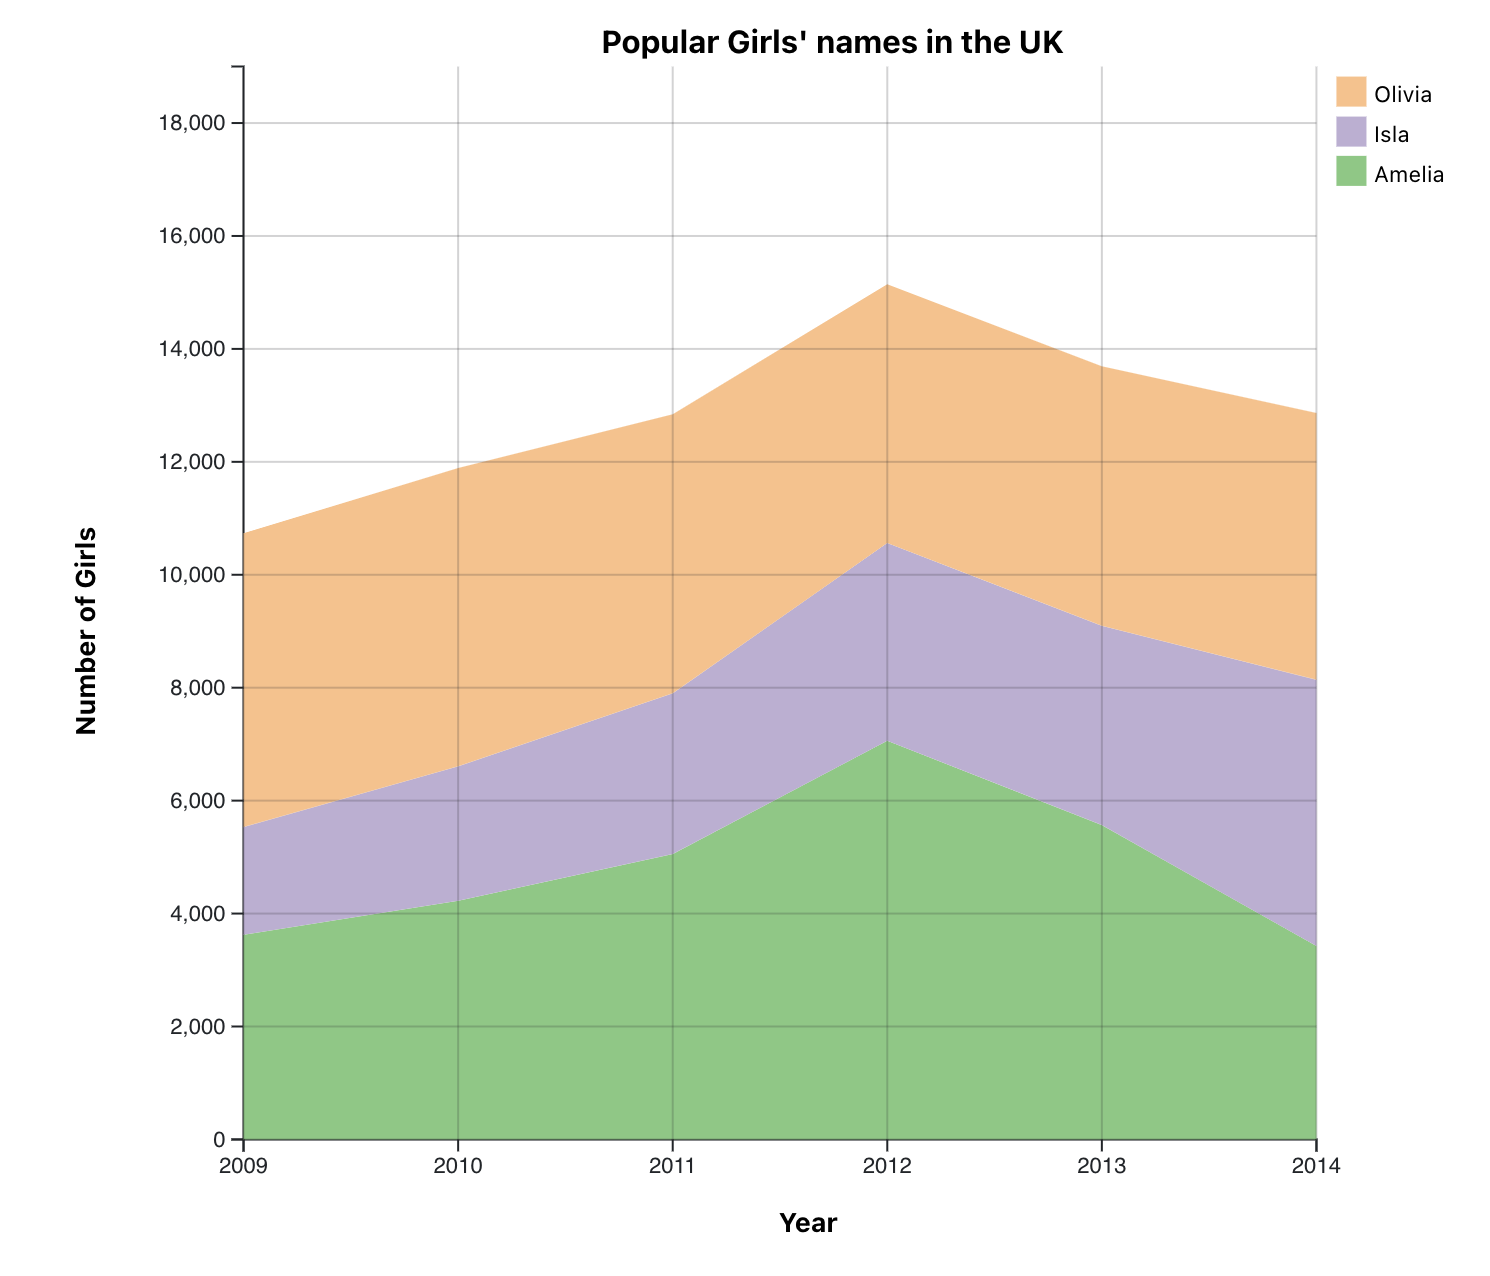 Popular Girls' names in the UK
Olivia
Isla
Amelia
18,000
16,000
14,000
12,000
10,000
8,000
6,000
4,000
2,000
0
Number of Girls
2009 2010 2011 2012 2013 2014
Year